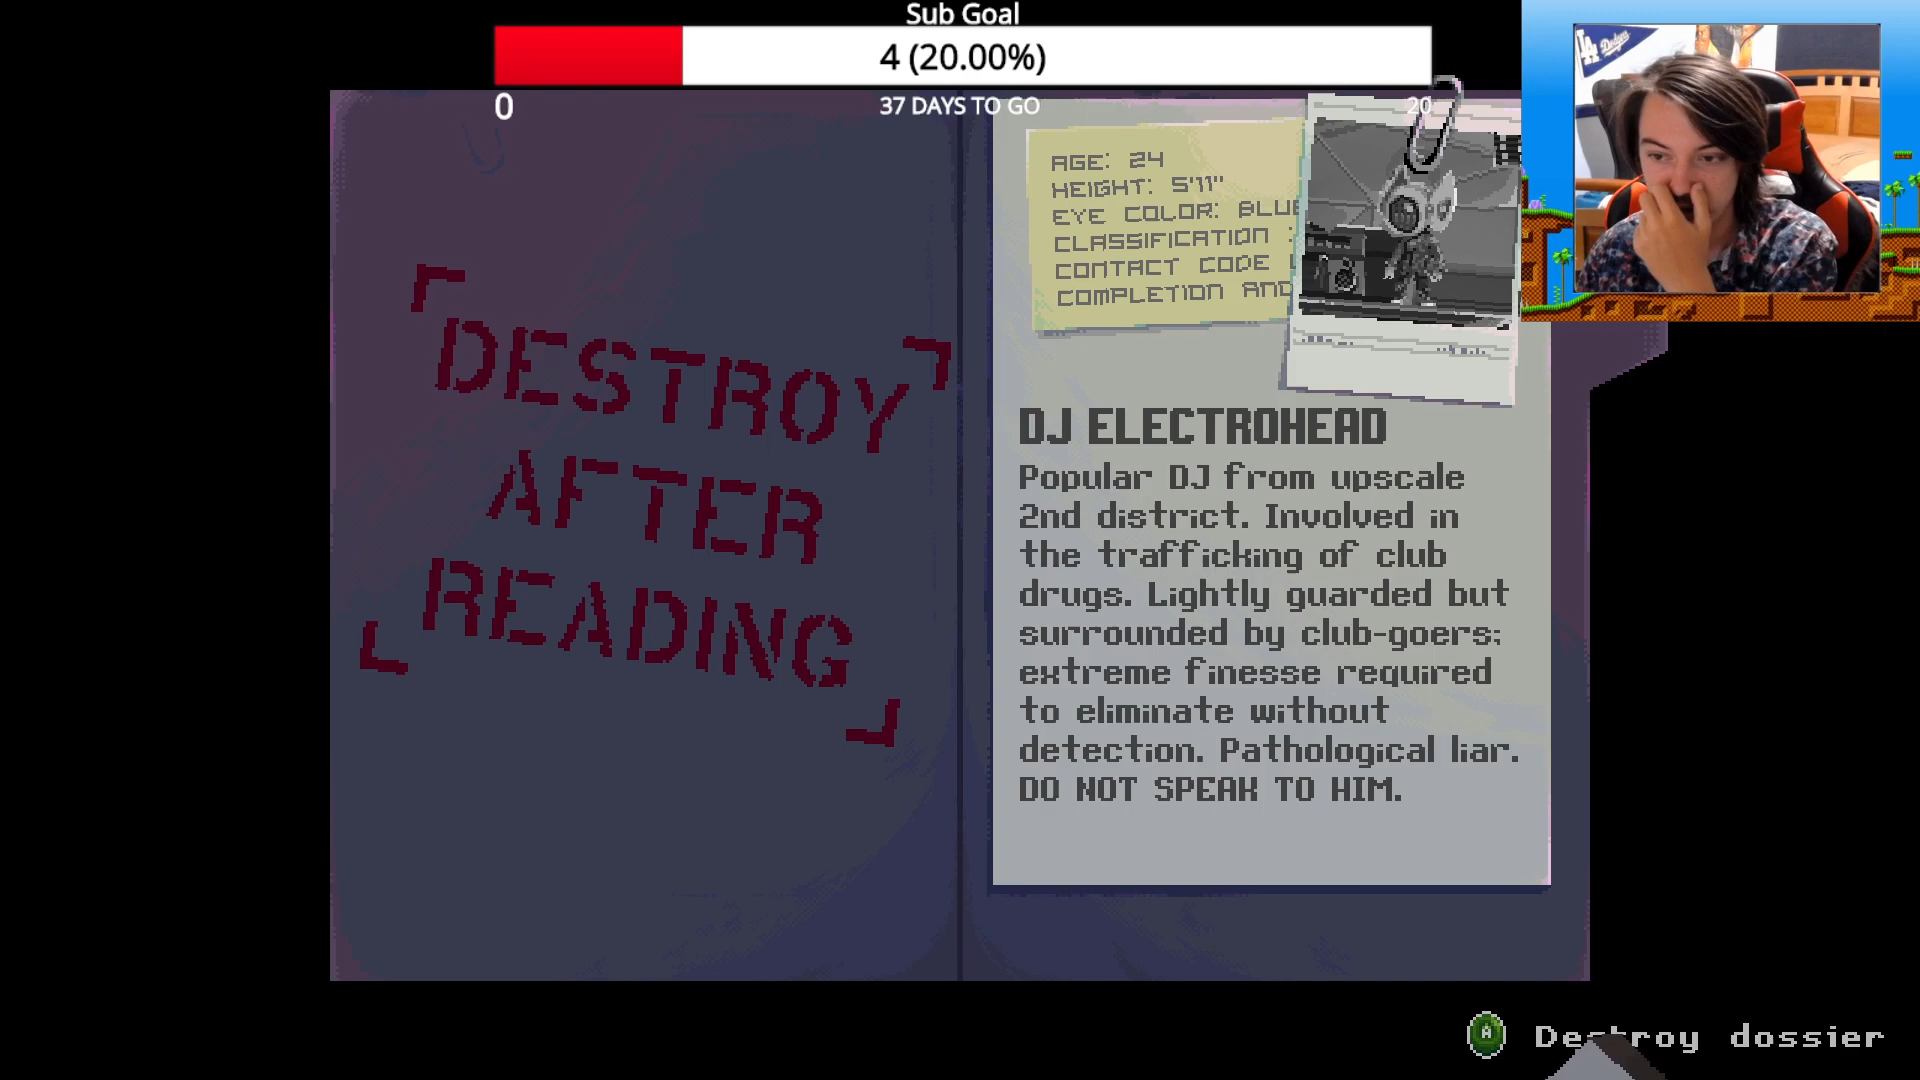 Sub Goal
4 (20.00%)
0
37 DAYS TO GO
20
Dodgers
AGE: 24
HEIGHT: 5'11"
EYE COLOR: BLUE
CLASSIFICATION :
CONTACT CODE
COMPLETION AND
DESTROY
AFTER
READING
DJ ELECTROHEAD
Popular DJ from upscale
2nd district. Involved in
the trafficking of club
drugs. Lightly guarded but
surrounded by club-goers;
extreme finesse required
to eliminate without
detection. Pathological liar.
DO NOT SPEAK TO HIM.
A Destroy dossier